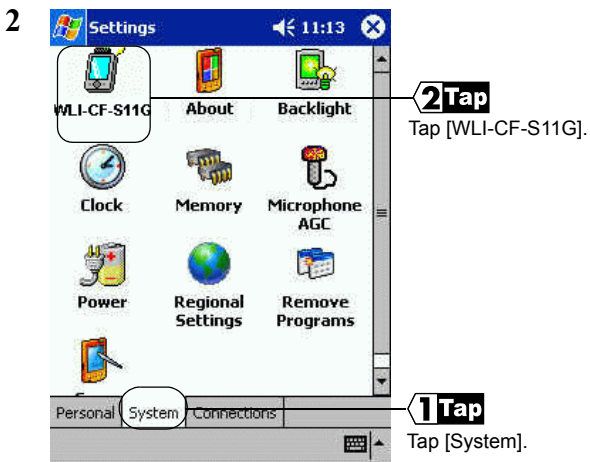 2
Settings 11:13
WLI-CF-S11G About Backlight
2 Tap
Tap [WLI-CF-S11G].
Clock Memory Microphone
AGC
Power Regional Remove
Settings Programs
Personal System Connections
1 Tap
Tap [System].